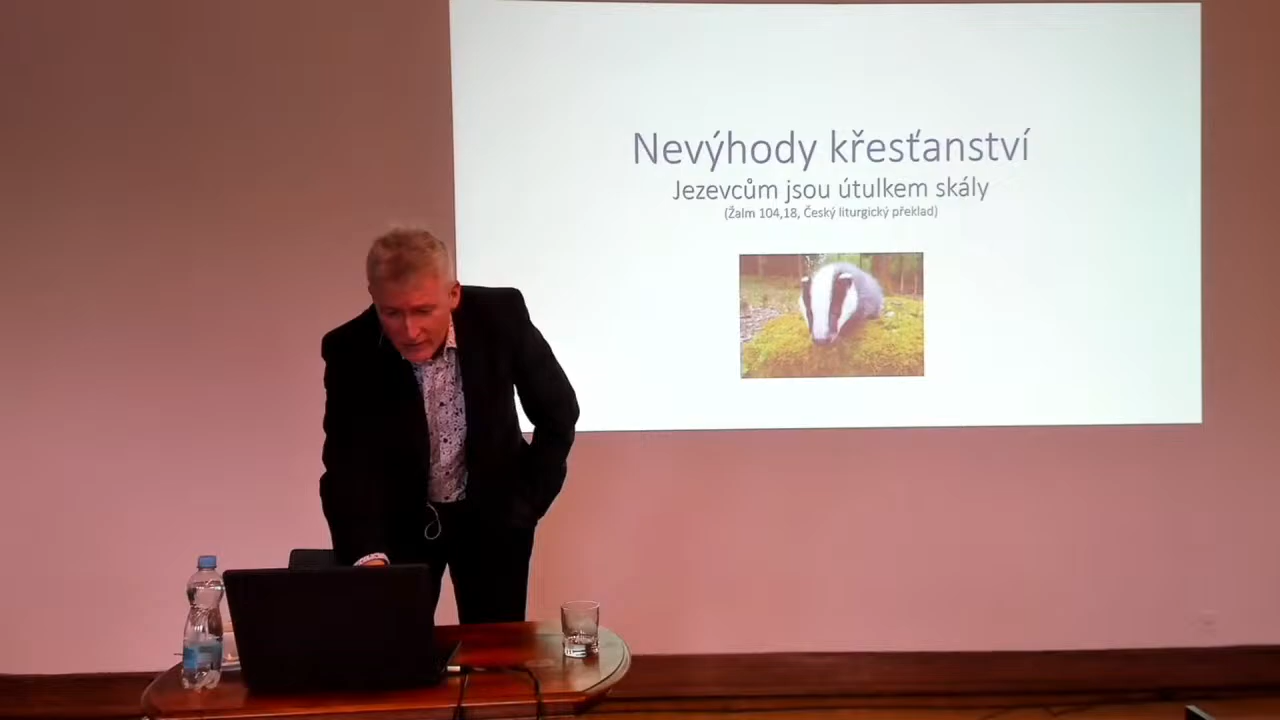 Nevýhody křesťanství
Jezevcům jsou útulkem skály
(Žalm 104,18, Český liturgický překlad)